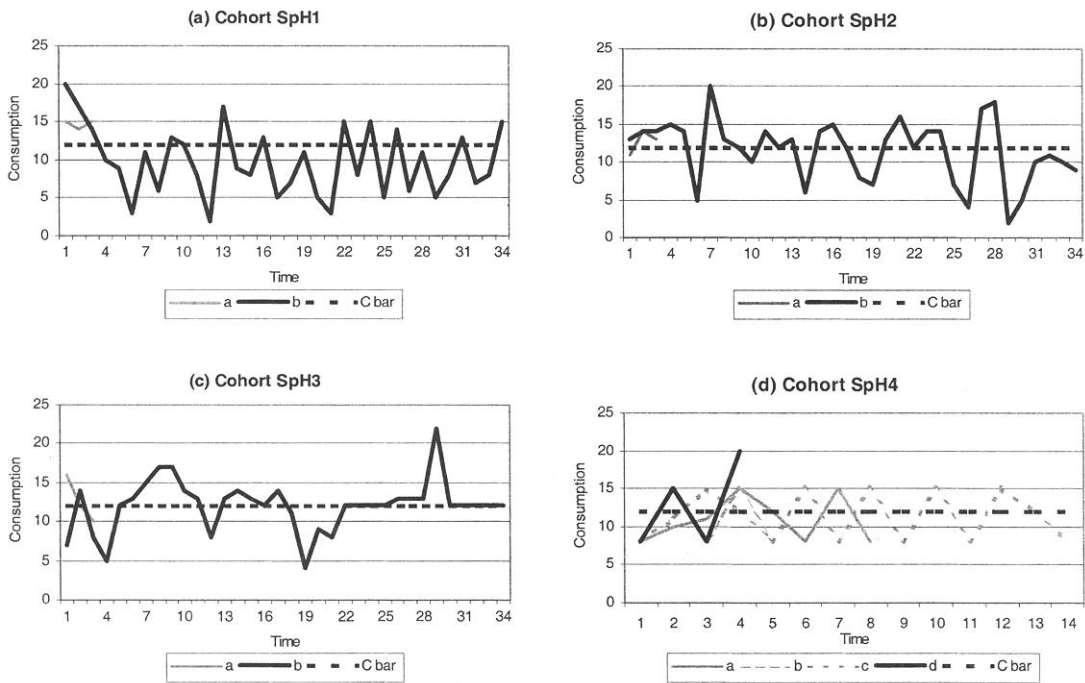 (a) Cohort SpH1
25
20
15
10
5
0
Consumption
1 4 7 10 13 16 19 22 25 28 31 34
Time
a b C bar
(b) Cohort SpH2
25
20
15
10
5
0
Consumption
1 4 7 10 13 16 19 22 25 28 31 34
Time
a b C bar
(c) Cohort SpH3
25
20
15
10
5
0
Consumption
1 4 7 10 13 16 19 22 25 28 31 34
Time
a b C bar
(d) Cohort SpH4
25
20
15
10
5
0
Consumption
1 2 3 4 5 6 7 8 9 10 11 12 13 14
Time
a b c d C bar